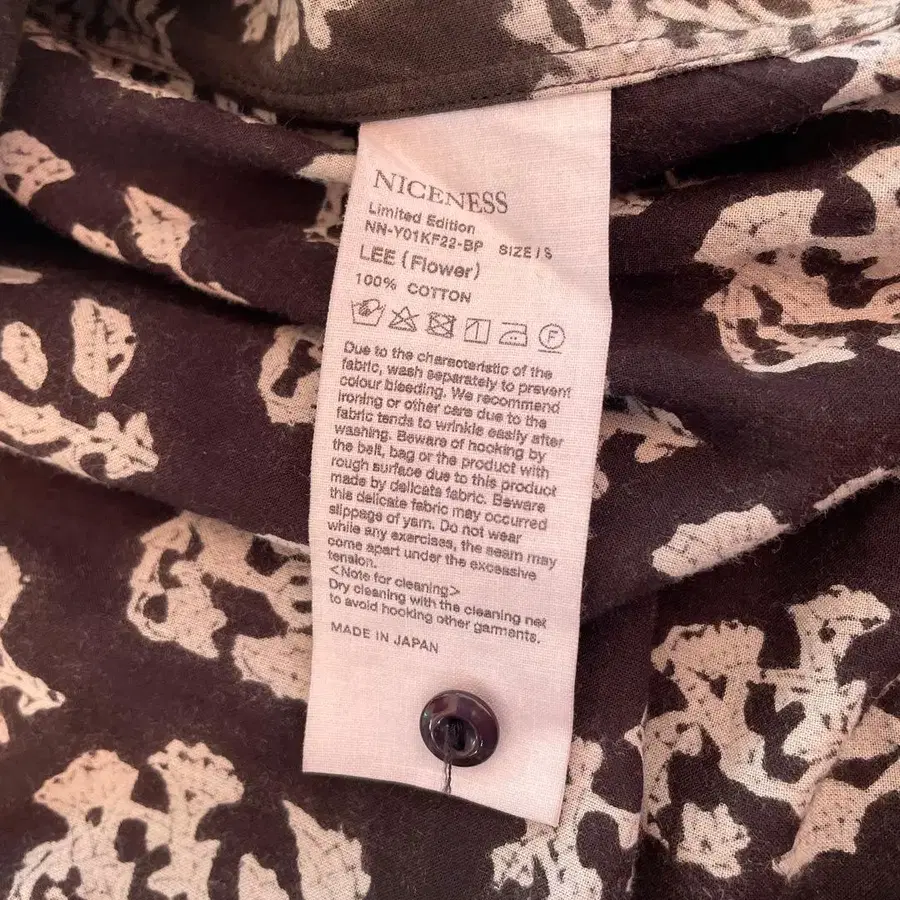 NICENESS
Limited Edition
NN-Y01KF22-BP SIZE / S
LEE (Flower)
100% COTTON
F
Due to the characteristic of the
fabric, wash separately to prevent
colour bleeding. We recommend
ironing or other care due to the
fabric tends to wrinkle easily after
washing. Beware of hooking by
the belt, bag or the product with
rough surface due to this product
made by delicate fabric. Beware
this delicate fabric may occurred
slippage of yarn. Do not wear
while any exercises, the seam may
come apart under the excessive
tension.
<Note for cleaning>
Dry cleaning with the cleaning net
to avoid hooking other garments.
MADE IN JAPAN